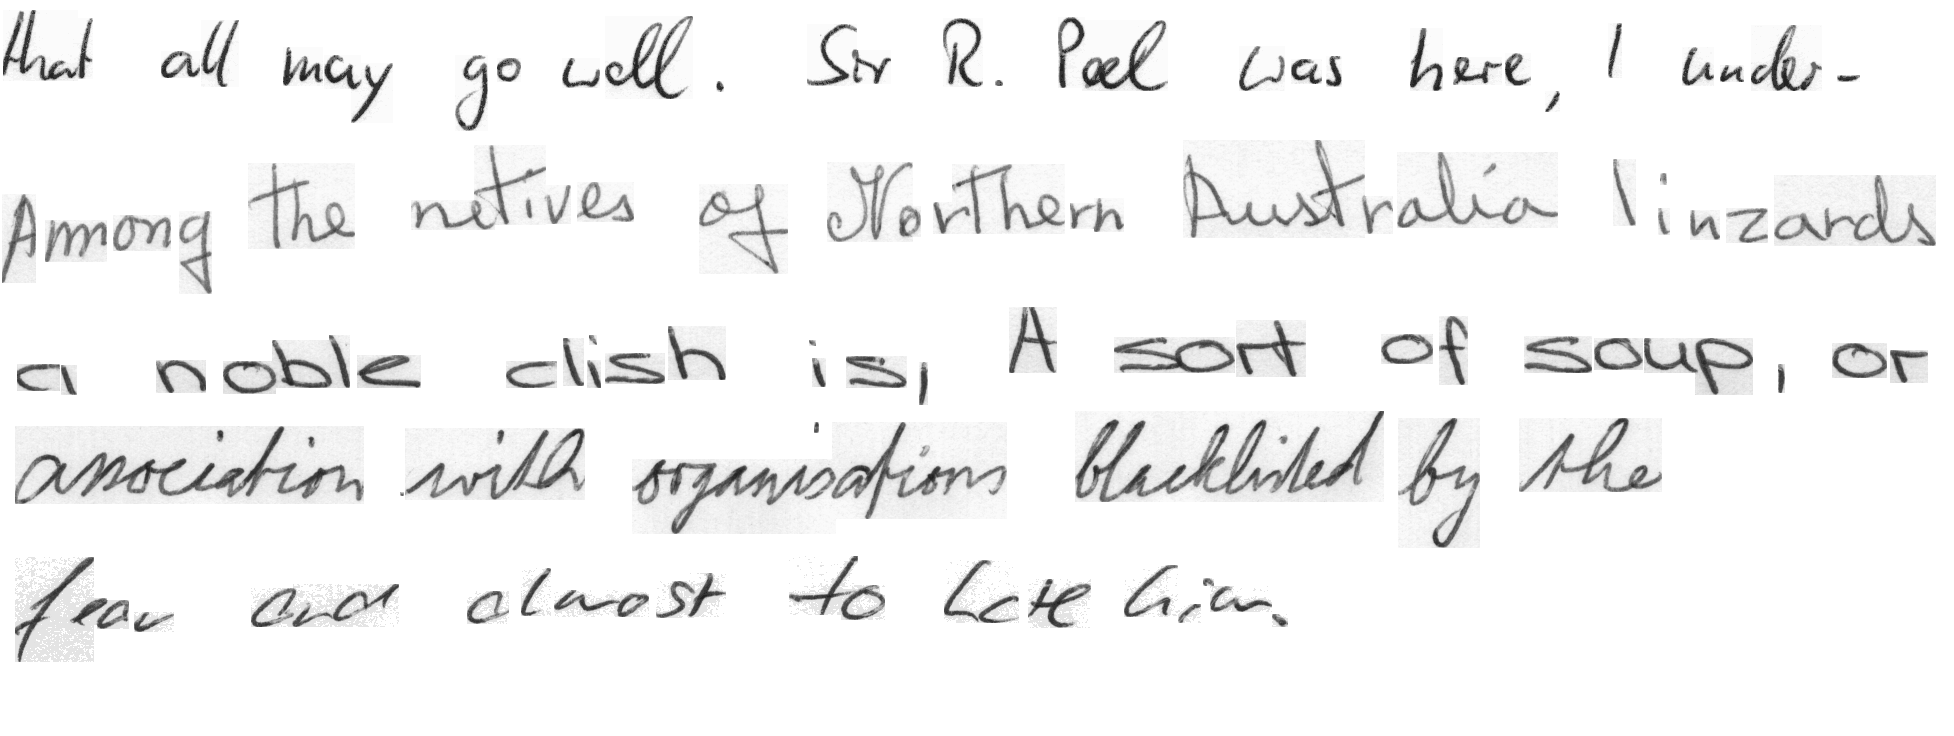 that all may go well. Sir R. Peel was here, I under-
Among the netives of Northern Australia linzards
a noble dish is, A sort of soup, or
association with organisations blacklisted by the
fear and almost to hate him.